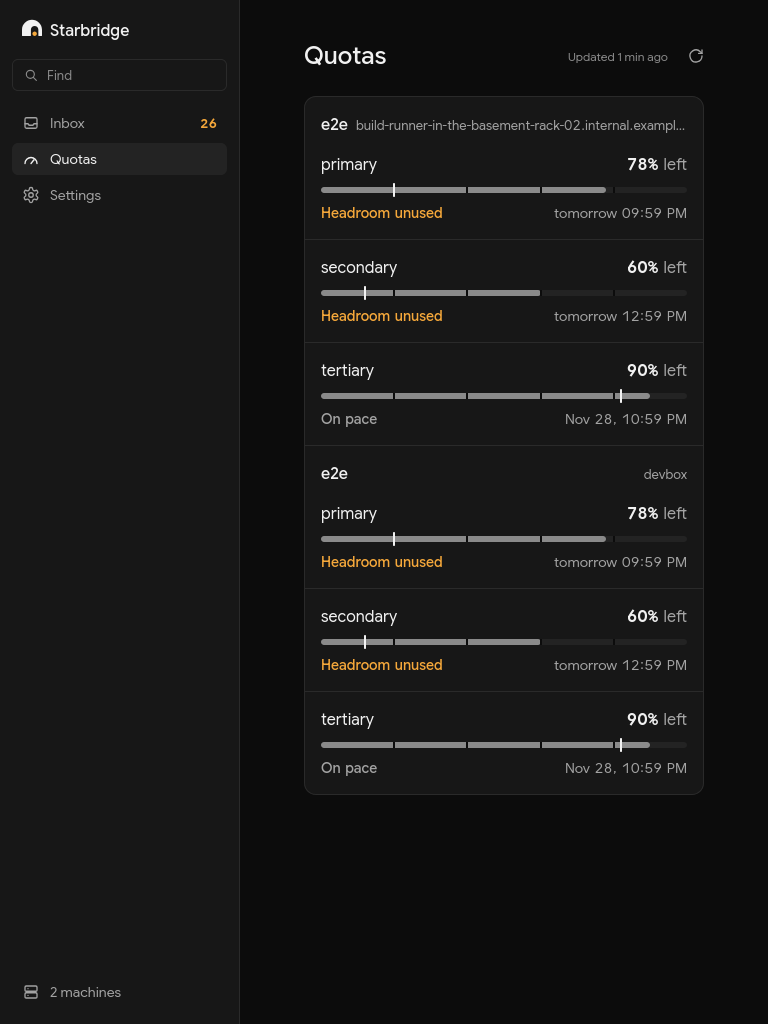 Starbridge
Find
Inbox 26
Quotas
Settings
2 machines
Quotas
Updated 1 min ago
e2e build-runner-in-the-basement-rack-02.internal.exampl...
primary 78% left
Headroom unused tomorrow 09:59 PM
secondary 60% left
Headroom unused tomorrow 12:59 PM
tertiary 90% left
On pace Nov 28, 10:59 PM
e2e devbox
primary 78% left
Headroom unused tomorrow 09:59 PM
secondary 60% left
Headroom unused tomorrow 12:59 PM
tertiary 90% left
On pace Nov 28, 10:59 PM